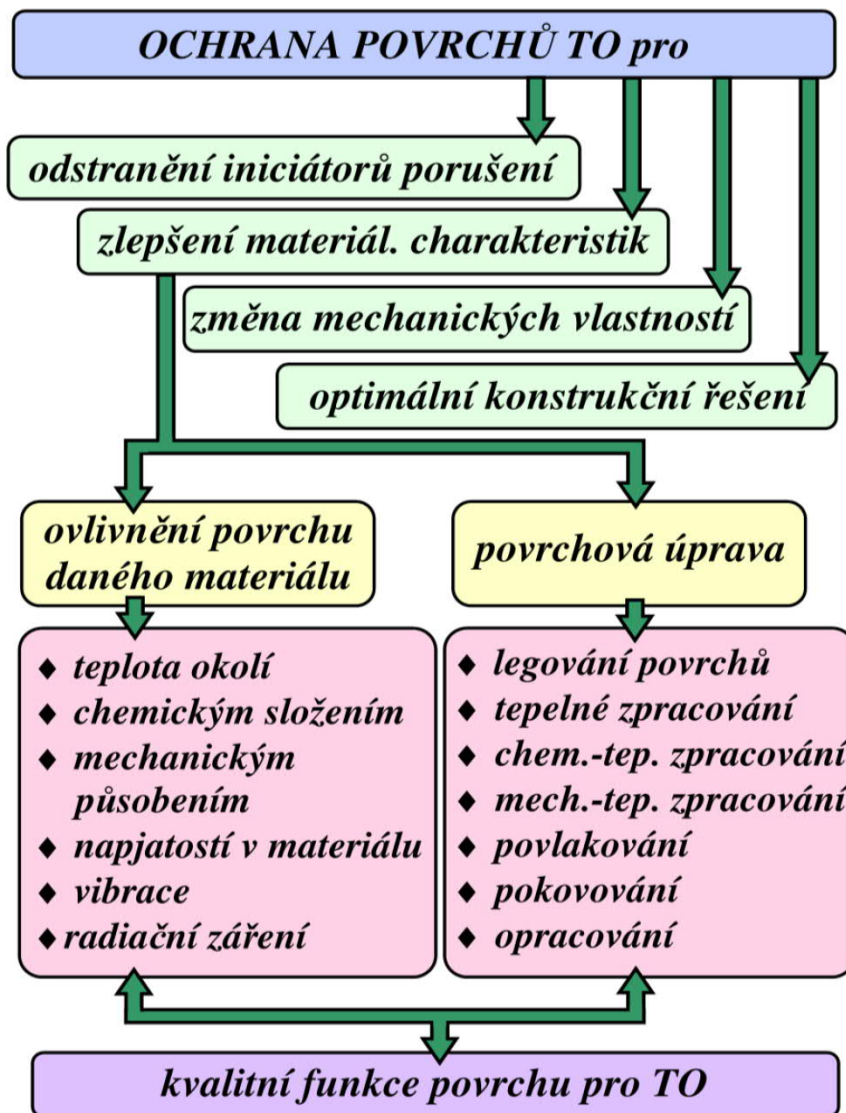 OCHRANA POVRCHŮ TO pro
odstranění iniciátorů porušení
zlepšení materiál. charakteristik
změna mechanických vlastností
optimální konstrukční řešení
ovlivnění povrchu
daného materiálu
♦ teplota okolí
♦ chemickým složením
♦ mechanickým
působením
♦ napjatostí v materiálu
♦ vibrace
♦ radiační záření
povrchová úprava
♦ legování povrchů
♦ tepelné zpracování
♦ chem.-tep. zpracování
♦ mech.-tep. zpracování
♦ povlakování
♦ pokovování
♦ opracování
kvalitní funkce povrchu pro TO